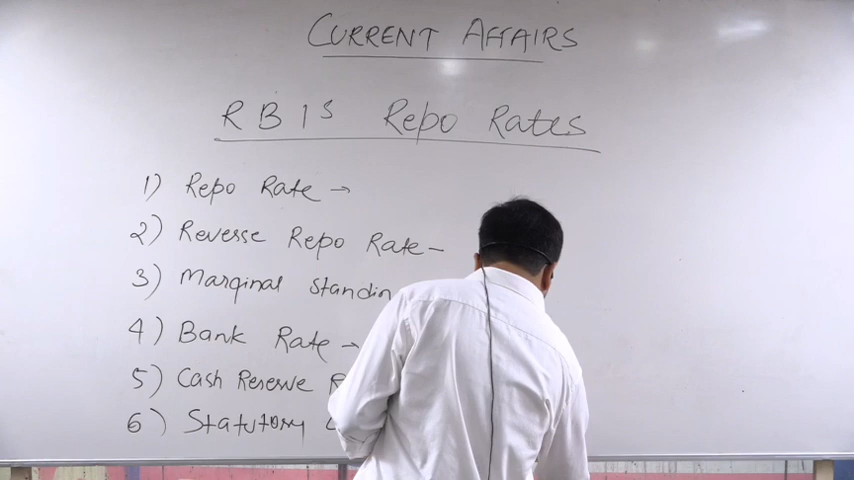 CURRENT AFFAIRS
RBI's Repo Rates
1) Repo Rate →
2) Reverse Repo Rate –
3) Marginal Standin
4) Bank Rate →
5) Cash Reserve R
6) Statutory